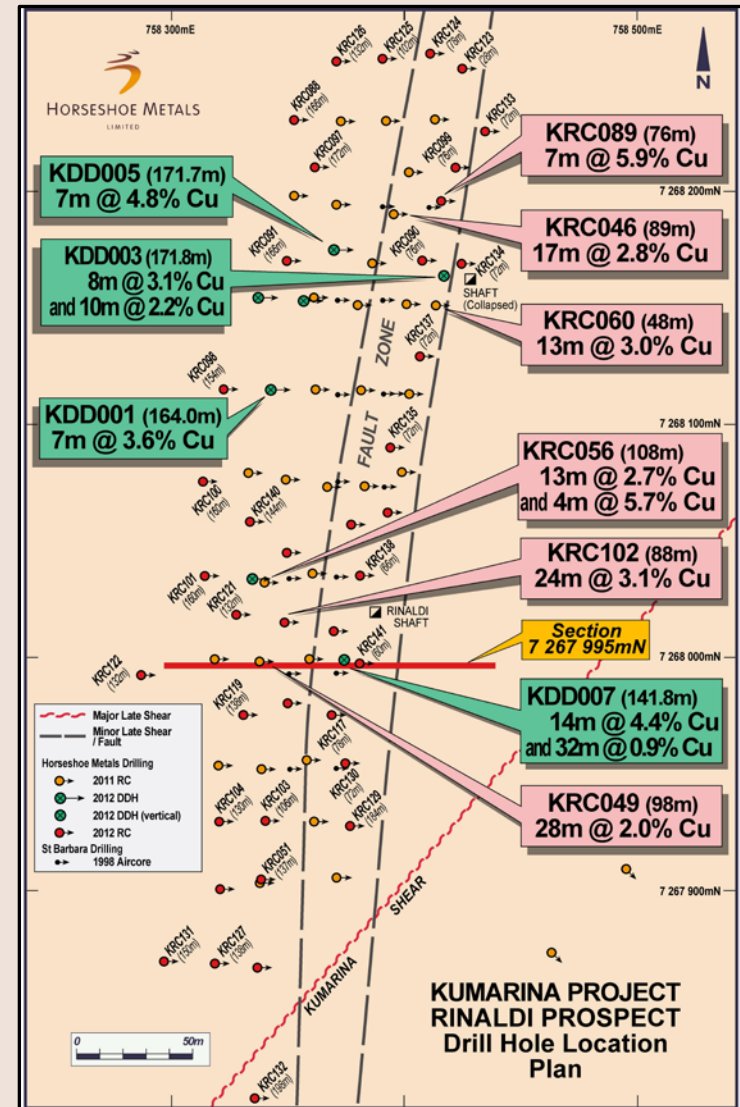 758 300mE
758 500mE
HORSESHOE METALS
LIMITED
N
KRC126
(132m)
KRC125
(102m)
KRC124
(78m)
KRC123
(28m)
KRC088
(166m)
KRC133
(72m)
KRC097
(172m)
KRC099
(76m)
KRC089 (76m)
7m @ 5.9% Cu
KDD005 (171.7m)
7m @ 4.8% Cu
7 268 200mN
KRC046 (89m)
17m @ 2.8% Cu
KDD003 (171.8m)
8m @ 3.1% Cu
and 10m @ 2.2% Cu
KRC091
(166m)
KRC090
(76m)
KRC134
(72m)
SHAFT
(Collapsed)
KRC060 (48m)
13m @ 3.0% Cu
KRC137
(72m)
FAULT ZONE
KRC098
(154m)
KDD001 (164.0m)
7m @ 3.6% Cu
7 268 100mN
KRC135
(72m)
KRC056 (108m)
13m @ 2.7% Cu
and 4m @ 5.7% Cu
KRC100
(160m)
KRC140
(144m)
KRC138
(66m)
KRC102 (88m)
24m @ 3.1% Cu
KRC101
(160m)
KRC121
(132m)
RINALDI
SHAFT
Section
7 267 995mN
KRC141
(60m)
7 268 000mN
KRC122
(132m)
KDD007 (141.8m)
14m @ 4.4% Cu
and 32m @ 0.9% Cu
KRC119
(138m)
KRC117
(78m)
Major Late Shear
Minor Late Shear
/ Fault
Horseshoe Metals Drilling
2011 RC
2012 DDH
2012 DDH (vertical)
2012 RC
St Barbara Drilling
1998 Aircore
KRC130
(72m)
KRC049 (98m)
28m @ 2.0% Cu
KRC104
(130m)
KRC103
(106m)
KRC129
(184m)
KRC051
(137m)
7 267 900mN
KUMARINA SHEAR
KRC131
(150m)
KRC127
(138m)
KUMARINA PROJECT
RINALDI PROSPECT
Drill Hole Location
Plan
0
50m
KRC132
(198m)